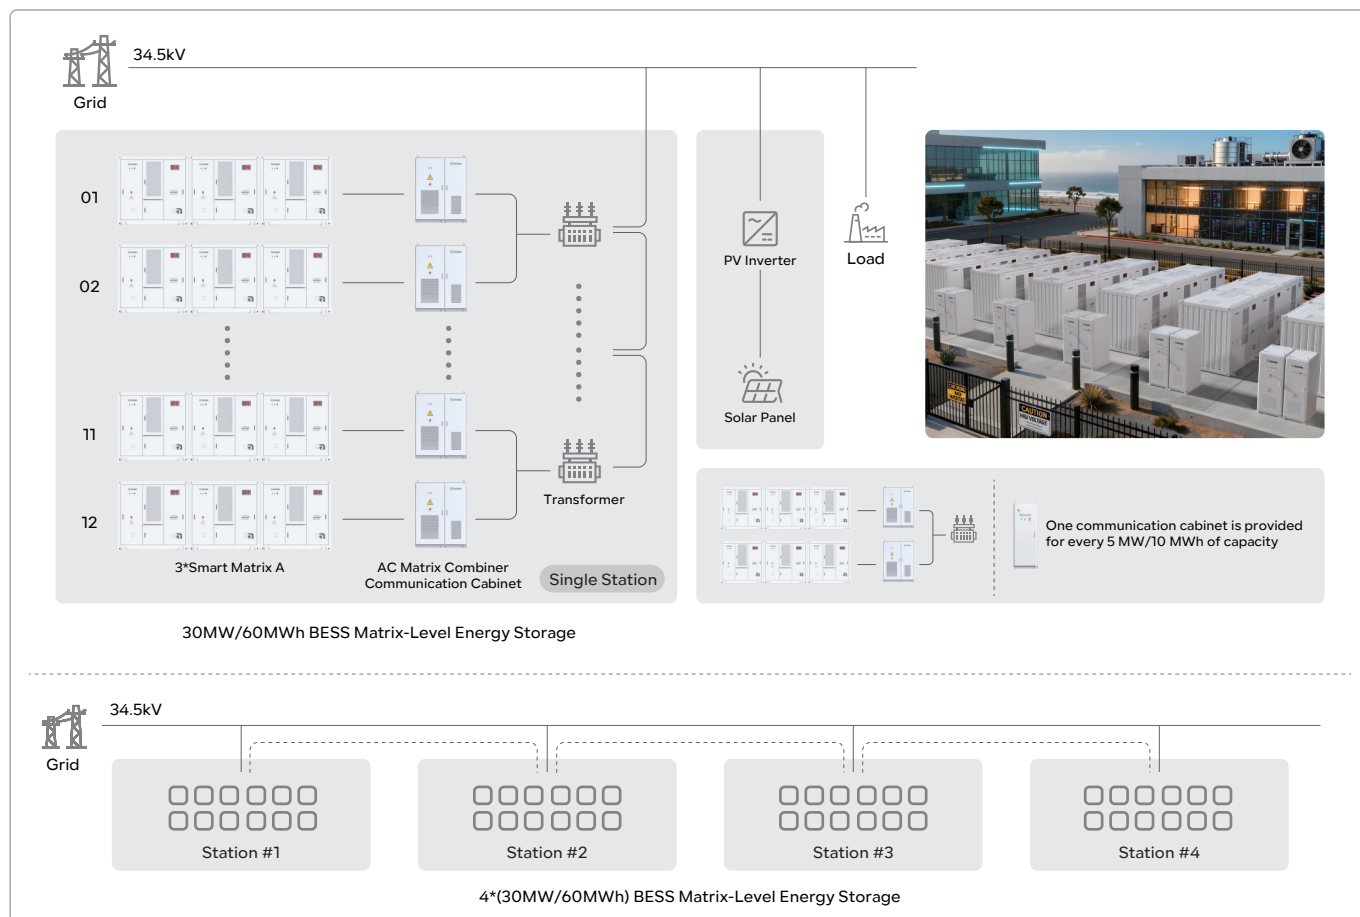 34.5kV
Grid
01
02
11
12
3*Smart Matrix A
AC Matrix Combiner
Communication Cabinet
Transformer
Single Station
30MW/60MWh BESS Matrix-Level Energy Storage
PV Inverter
Solar Panel
Load
CAUTION
HIGH VOLTAGE
One communication cabinet is provided
for every 5 MW/10 MWh of capacity
34.5kV
Grid
Station #1
Station #2
Station #3
Station #4
4*(30MW/60MWh) BESS Matrix-Level Energy Storage